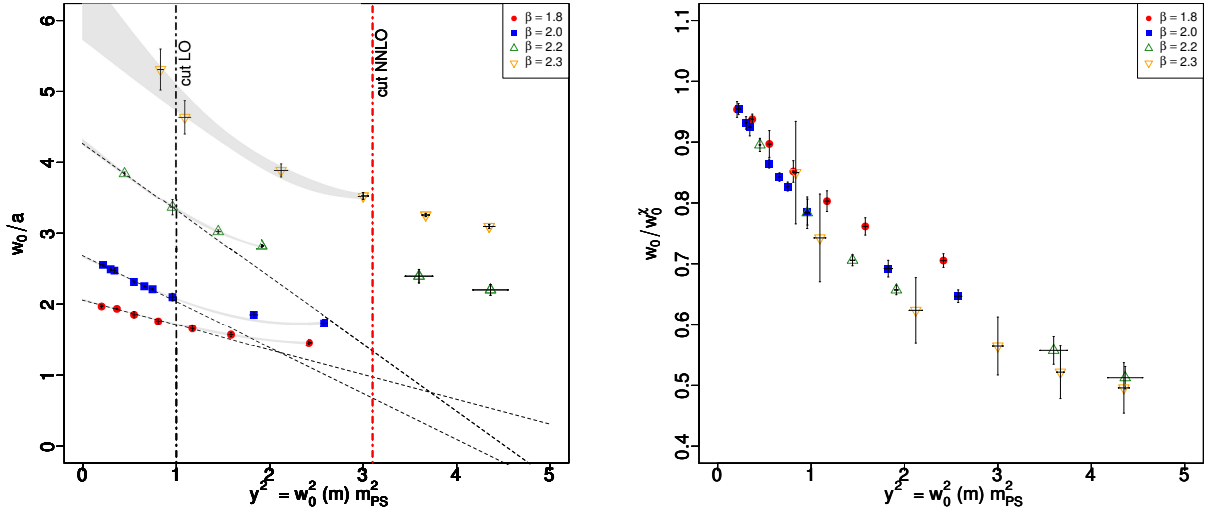 w₀/a
6
5
4
3
2
1
0
cut LO
cut NNLO
β = 1.8
β = 2.0
β = 2.2
β = 2.3
0 1 2 3 4 5
y² = w₀² (m) m²PS
w₀/w₀^χ
1.1
1.0
0.9
0.8
0.7
0.6
0.5
0.4
β = 1.8
β = 2.0
β = 2.2
β = 2.3
0 1 2 3 4 5
y² = w₀² (m) m²PS